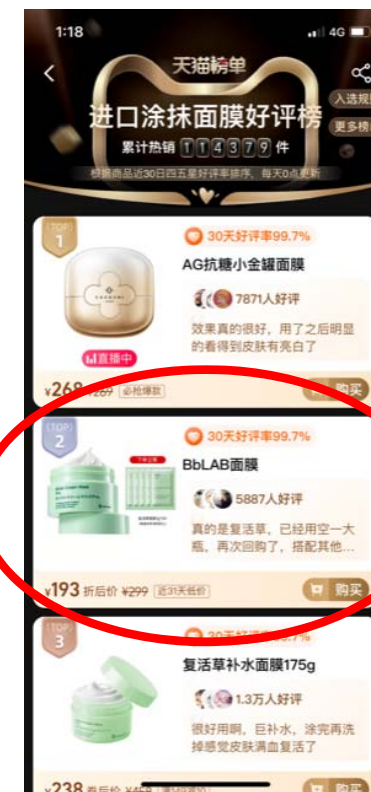 1:18
4G
天猫榜单
入选规
进口涂抹面膜好评榜
更多榜
累计热销 114379 件
根据商品近30日四五星好评率排序，每天0点更新
TOP
1
30天好评率99.7%
AG抗糖小金罐面膜
7871人好评
效果真的很好，用了之后明显
的看得到皮肤有亮白了
直播中
¥268 ¥287 必抢爆款
购买
TOP
2
30天好评率99.7%
BbLAB面膜
5887人好评
真的是复活草，已经用空一大
瓶，再次回购了，搭配其他...
¥193 折后价 ¥299 近31天低价
购买
TOP
3
复活草补水面膜175g
1.3万人好评
很好用啊，巨补水，涂完再洗
掉感觉皮肤满血复活了
¥238 券后价
购买